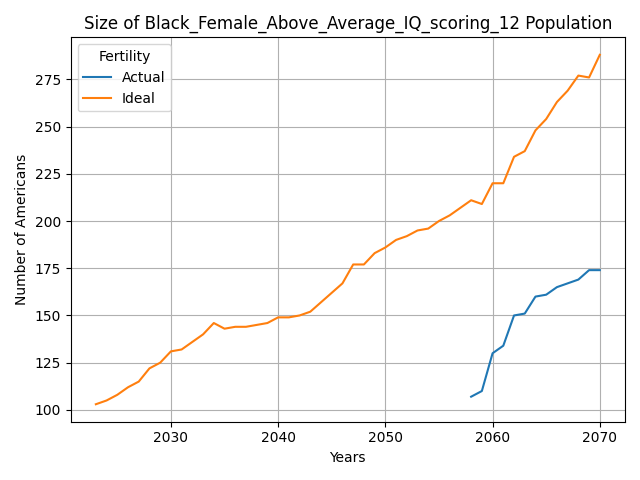 Size of Black_Female_Above_Average_IQ_scoring_12 Population
Fertility
Actual
Ideal
Number of Americans
275
250
225
200
175
150
125
100
2030 2040 2050 2060 2070
Years